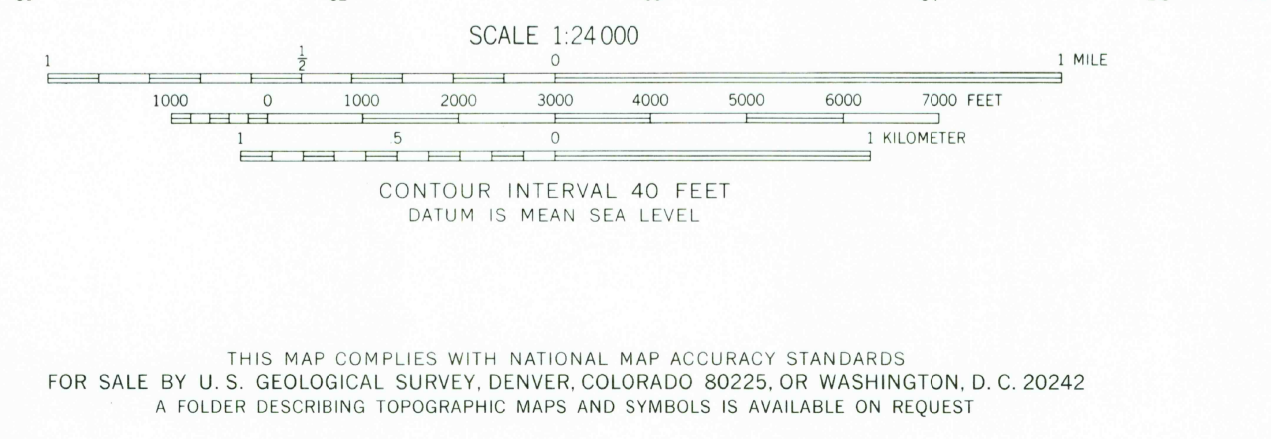 SCALE 1:24 000
1 1/2 0 1 MILE
1000 0 1000 2000 3000 4000 5000 6000 7000 FEET
1 .5 0 1 KILOMETER
CONTOUR INTERVAL 40 FEET
DATUM IS MEAN SEA LEVEL
THIS MAP COMPLIES WITH NATIONAL MAP ACCURACY STANDARDS
FOR SALE BY U. S. GEOLOGICAL SURVEY, DENVER, COLORADO 80225, OR WASHINGTON, D. C. 20242
A FOLDER DESCRIBING TOPOGRAPHIC MAPS AND SYMBOLS IS AVAILABLE ON REQUEST